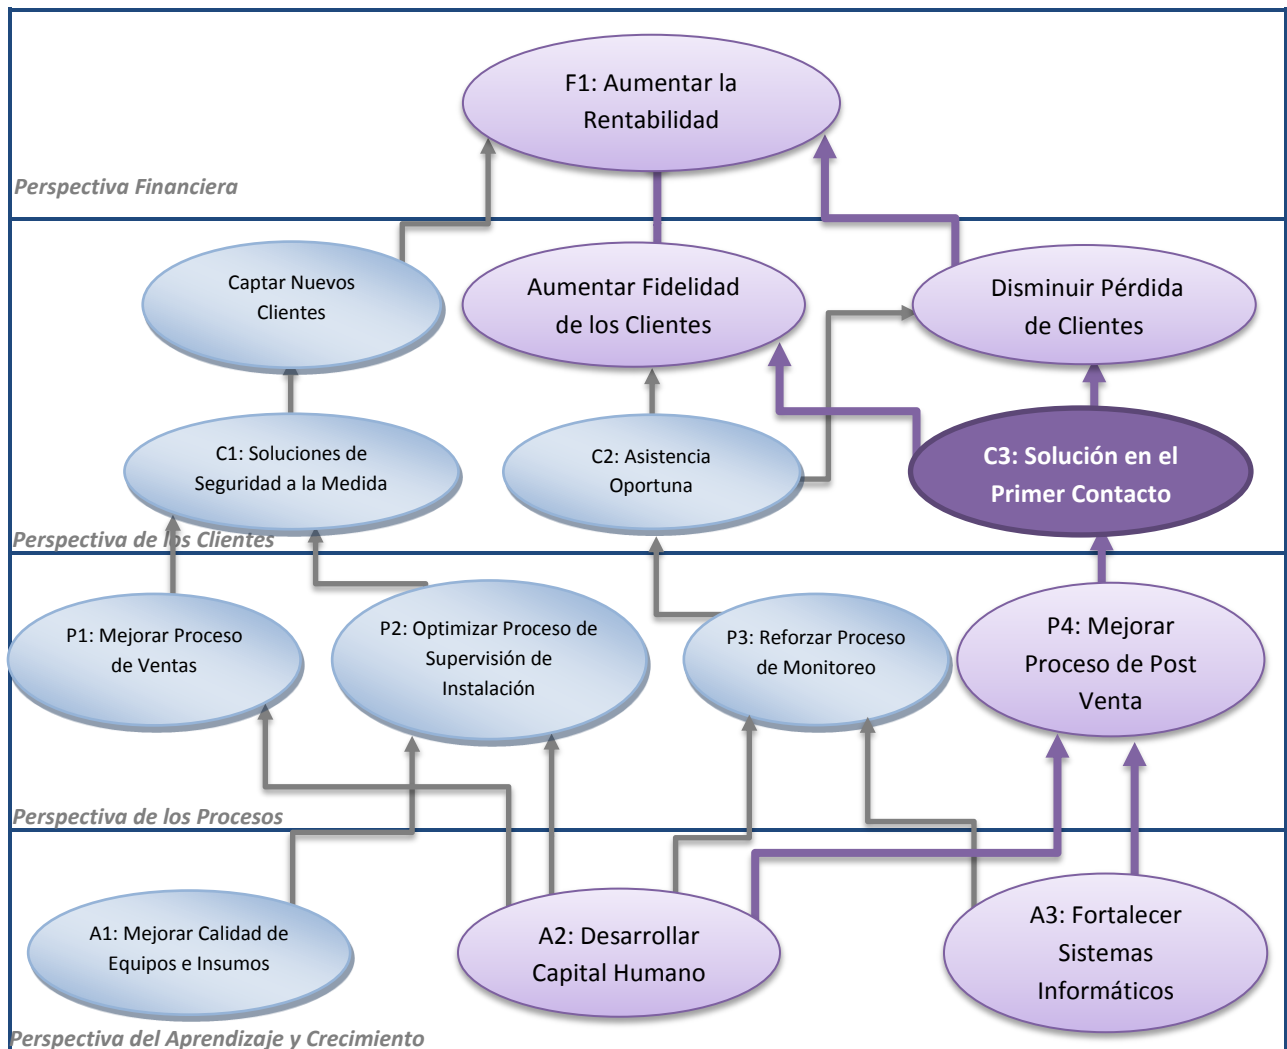 F1: Aumentar la
Rentabilidad
Perspectiva Financiera
Captar Nuevos
Clientes
Aumentar Fidelidad
de los Clientes
Disminuir Pérdida
de Clientes
C1: Soluciones de
Seguridad a la Medida
C2: Asistencia
Oportuna
C3: Solución en el
Primer Contacto
Perspectiva de los Clientes
P1: Mejorar Proceso
de Ventas
P2: Optimizar Proceso de
Supervisión de
Instalación
P3: Reforzar Proceso
de Monitoreo
P4: Mejorar
Proceso de Post
Venta
Perspectiva de los Procesos
A1: Mejorar Calidad de
Equipos e Insumos
A2: Desarrollar
Capital Humano
A3: Fortalecer
Sistemas
Informáticos
Perspectiva del Aprendizaje y Crecimiento